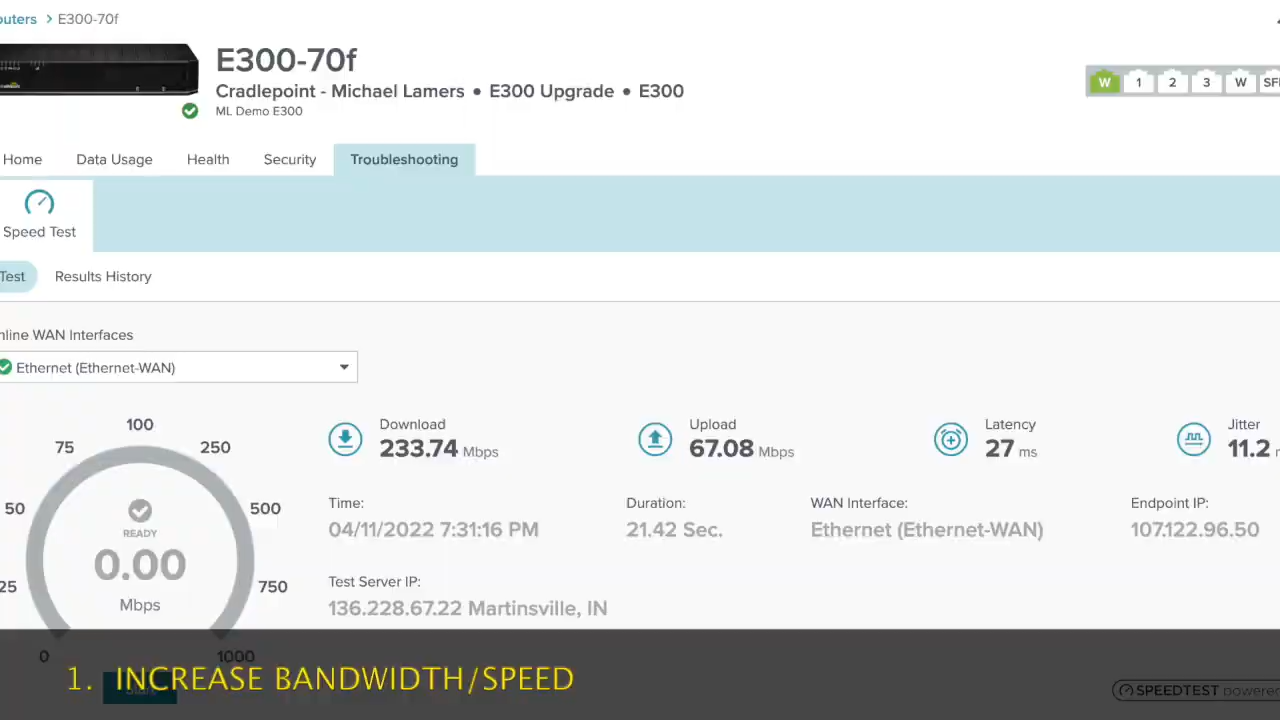 outers > E300-70f
E300-70f
Cradlepoint - Michael Lamers • E300 Upgrade • E300
ML Demo E300
W 1 2 3 W SF
Home Data Usage Health Security Troubleshooting
Speed Test
Test Results History
nline WAN Interfaces
Ethernet (Ethernet-WAN)
0 25 50 75 100 250 500 750 1000
READY
0.00
Mbps
Download
233.74 Mbps
Upload
67.08 Mbps
Latency
27 ms
Jitter
11.2
Time:
04/11/2022 7:31:16 PM
Duration:
21.42 Sec.
WAN Interface:
Ethernet (Ethernet-WAN)
Endpoint IP:
107.122.96.50
Test Server IP:
136.228.67.22 Martinsville, IN
1. INCREASE BANDWIDTH/SPEED
Start
SPEEDTEST powere